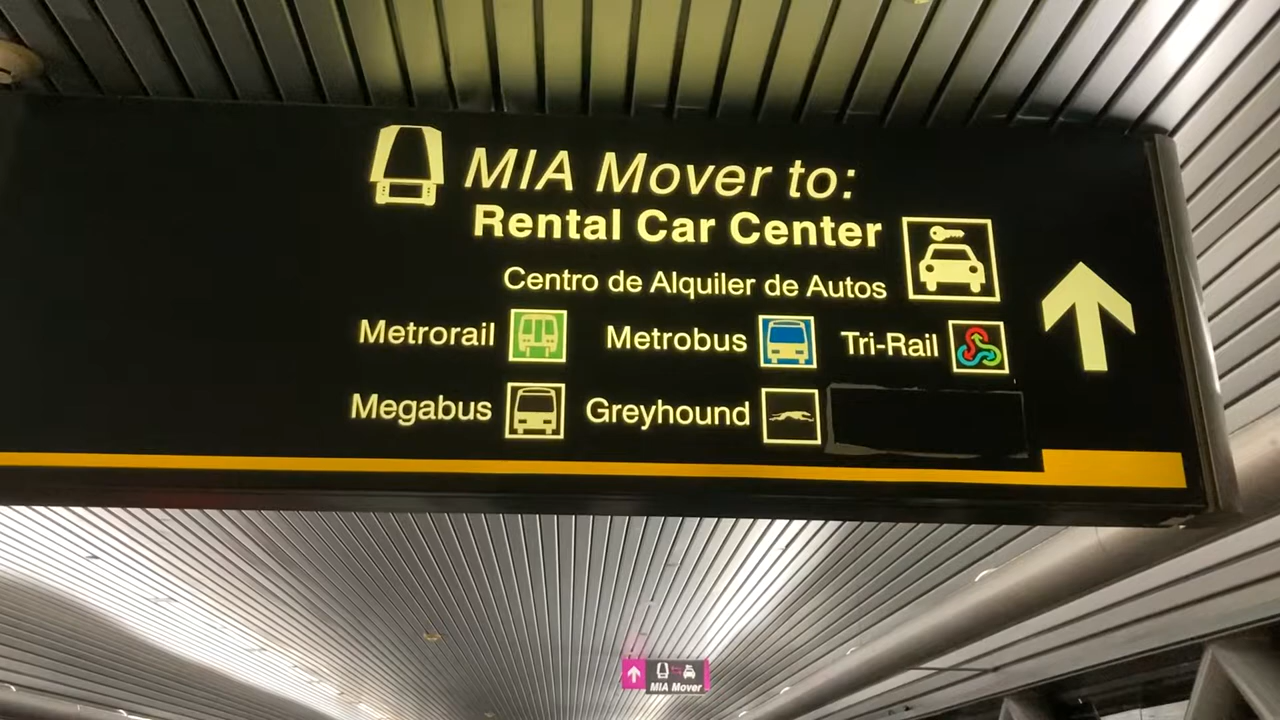 MIA Mover to:
Rental Car Center
Centro de Alquiler de Autos
Metrorail Metrobus Tri-Rail
Megabus Greyhound
MIA Mover